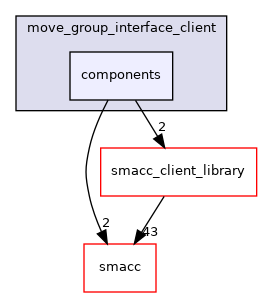 move_group_interface_client
components
2
smacc_client_library
2
43
smacc